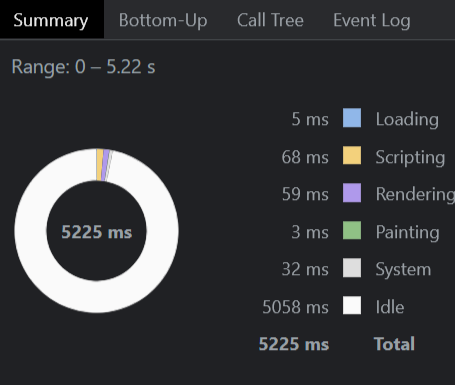 Summary Bottom-Up Call Tree Event Log
Range: 0 – 5.22 s
5 ms Loading
68 ms Scripting
59 ms Rendering
3 ms Painting
32 ms System
5058 ms Idle
5225 ms Total
5225 ms